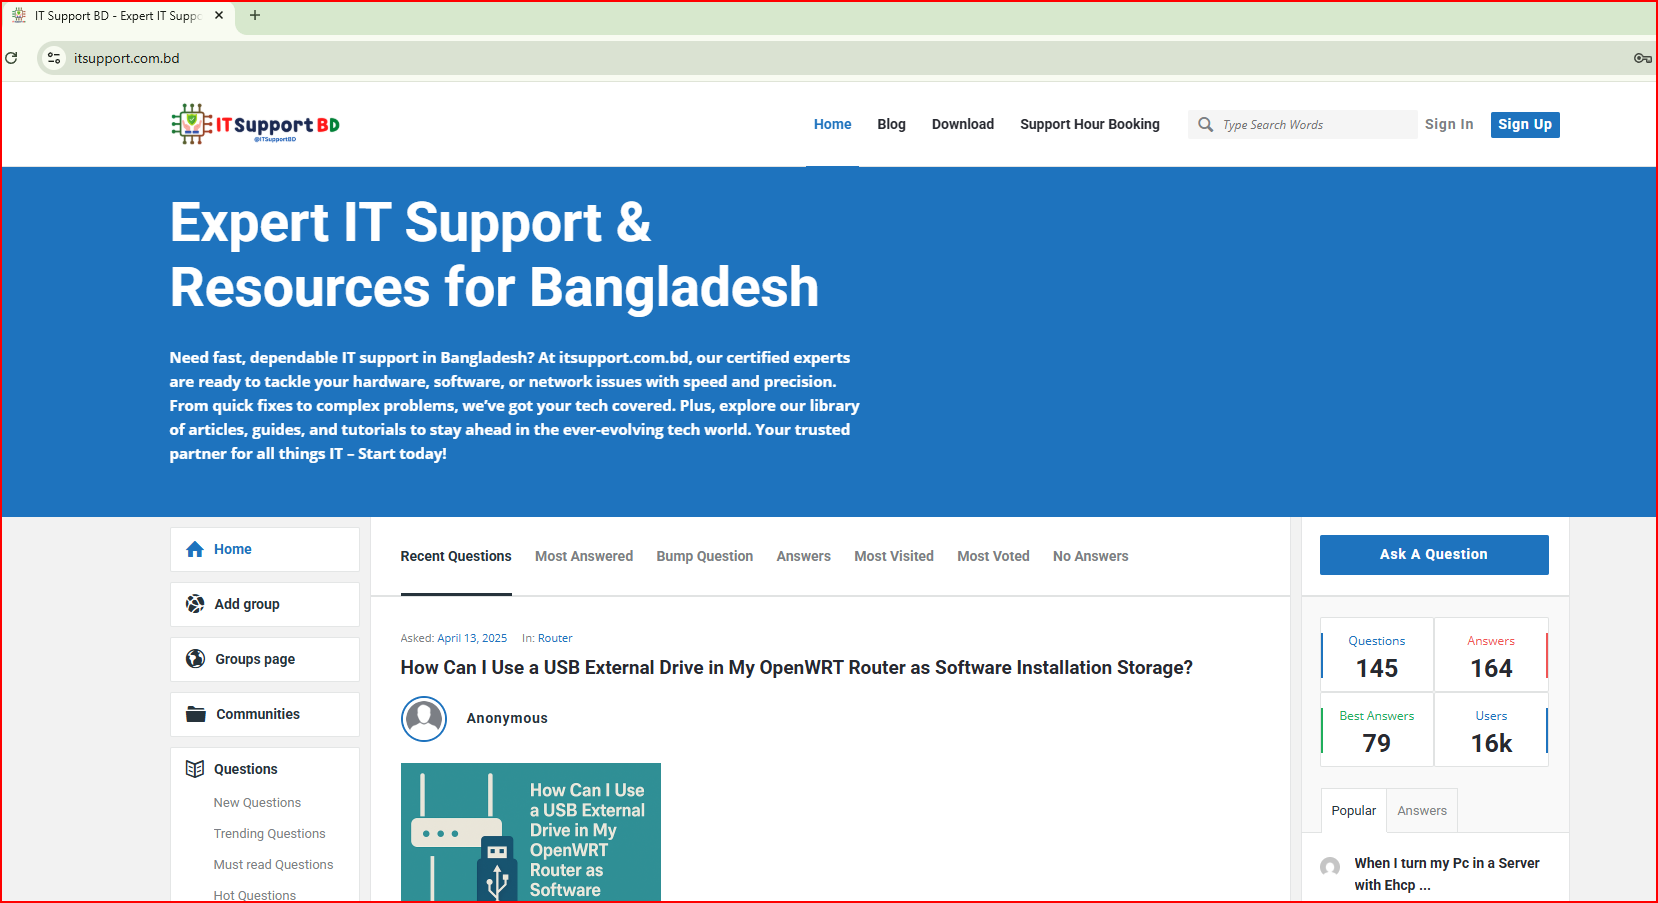 IT Support BD - Expert IT Suppo
itsupport.com.bd
IT Support BD
@ITSupportBD
Home
Blog
Download
Support Hour Booking
Type Search Words
Sign In
Sign Up
Expert IT Support &
Resources for Bangladesh
Need fast, dependable IT support in Bangladesh? At itsupport.com.bd, our certified experts
are ready to tackle your hardware, software, or network issues with speed and precision.
From quick fixes to complex problems, we’ve got your tech covered. Plus, explore our library
of articles, guides, and tutorials to stay ahead in the ever-evolving tech world. Your trusted
partner for all things IT – Start today!
Home
Add group
Groups page
Communities
Questions
New Questions
Trending Questions
Must read Questions
Hot Questions
Recent Questions
Most Answered
Bump Question
Answers
Most Visited
Most Voted
No Answers
Asked: April 13, 2025 In: Router
How Can I Use a USB External Drive in My OpenWRT Router as Software Installation Storage?
Anonymous
How Can I Use
a USB External
Drive in My
OpenWRT
Router as
Software
Ask A Question
Questions
145
Answers
164
Best Answers
79
Users
16k
Popular
Answers
When I turn my Pc in a Server
with Ehcp ...